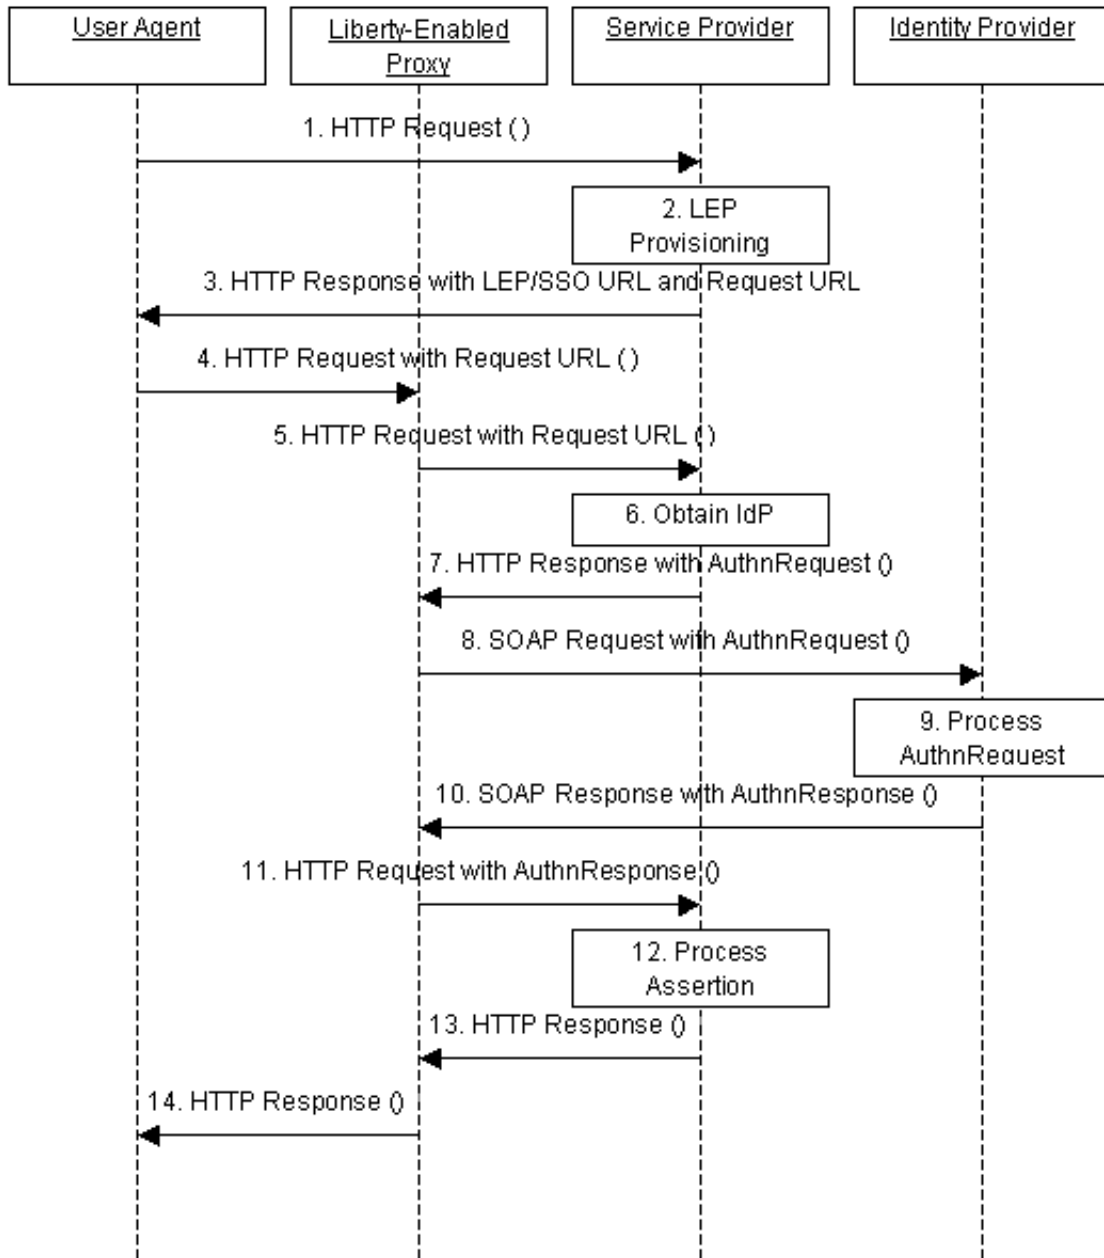 User Agent
Liberty-Enabled
Proxy
Service Provider
Identity Provider
1. HTTP Request ( )
2. LEP
Provisioning
3. HTTP Response with LEP/SSO URL and Request URL
4. HTTP Request with Request URL ( )
5. HTTP Request with Request URL ( )
6. Obtain IdP
7. HTTP Response with AuthnRequest ()
8. SOAP Request with AuthnRequest ()
9. Process
AuthnRequest
10. SOAP Response with AuthnResponse ()
11. HTTP Request with AuthnResponse ()
12. Process
Assertion
13. HTTP Response ()
14. HTTP Response ()